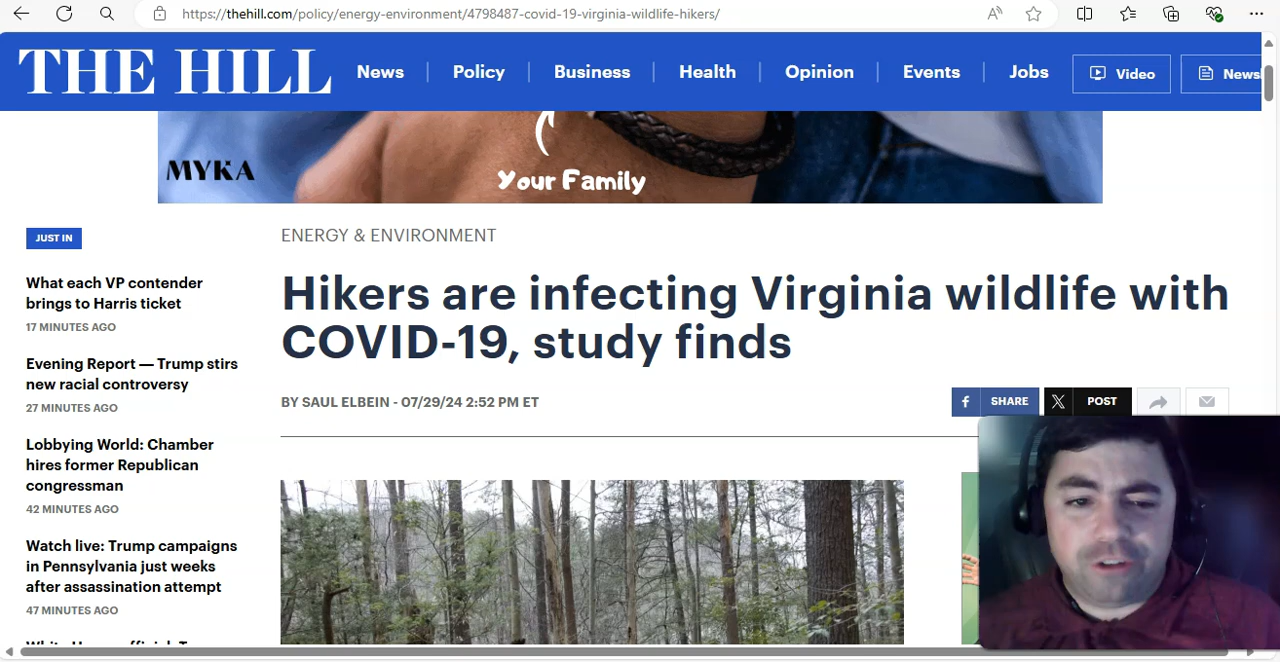 https://thehill.com/policy/energy-environment/4798487-covid-19-virginia-wildlife-hikers/
THE HILL
News
Policy
Business
Health
Opinion
Events
Jobs
Video
News
MYKA
Your Family
JUST IN
What each VP contender
brings to Harris ticket
17 MINUTES AGO
Evening Report — Trump stirs
new racial controversy
27 MINUTES AGO
Lobbying World: Chamber
hires former Republican
congressman
42 MINUTES AGO
Watch live: Trump campaigns
in Pennsylvania just weeks
after assassination attempt
47 MINUTES AGO
ENERGY & ENVIRONMENT
Hikers are infecting Virginia wildlife with
COVID-19, study finds
BY SAUL ELBEIN - 07/29/24 2:52 PM ET
SHARE
POST